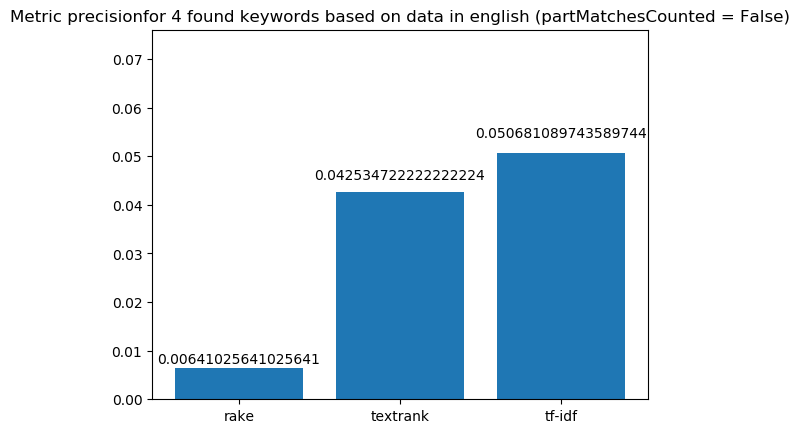 Metric precisionfor 4 found keywords based on data in english (partMatchesCounted = False)
0.07
0.06
0.05
0.04
0.03
0.02
0.01
0.00
0.00641025641025641
0.042534722222222224
0.050681089743589744
rake
textrank
tf-idf